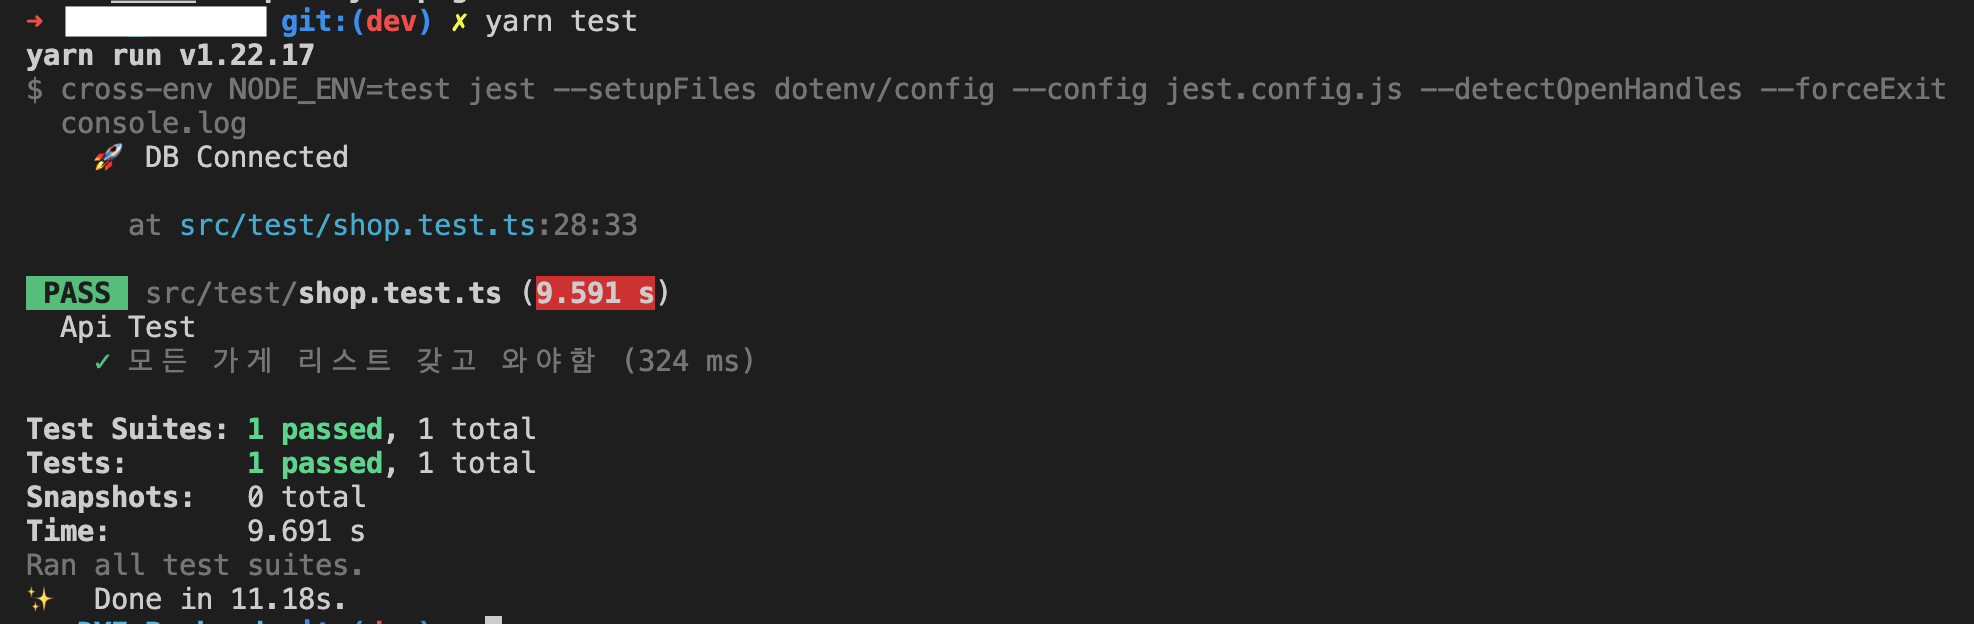 ➜ git:(dev) ✗ yarn test
yarn run v1.22.17
$ cross-env NODE_ENV=test jest --setupFiles dotenv/config --config jest.config.js --detectOpenHandles --forceExit
console.log
🚀 DB Connected
at src/test/shop.test.ts:28:33
PASS src/test/shop.test.ts (9.591 s)
Api Test
✓ 모든 가게 리스트 갖고 와야함 (324 ms)
Test Suites: 1 passed, 1 total
Tests: 1 passed, 1 total
Snapshots: 0 total
Time: 9.691 s
Ran all test suites.
✨ Done in 11.18s.